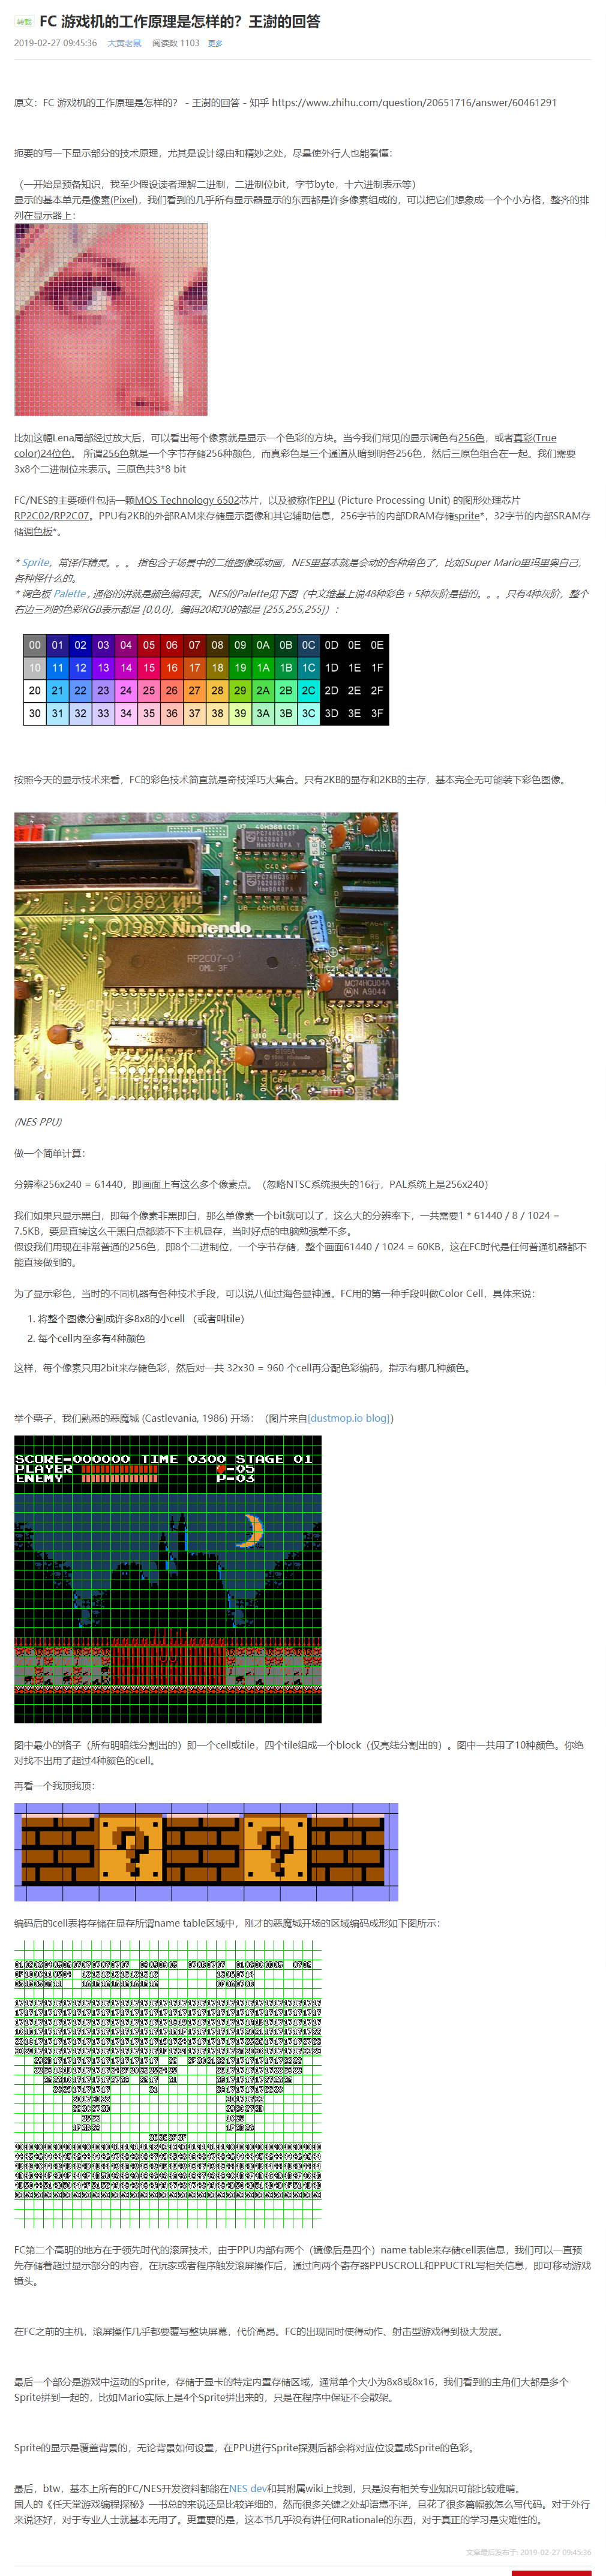 转载 FC 游戏机的工作原理是怎样的？王澍的回答
2019-02-27 09:45:36 大黄老鼠 阅读数 1103 更多
原文：FC 游戏机的工作原理是怎样的？ - 王澍的回答 - 知乎 https://www.zhihu.com/question/20651716/answer/60461291
扼要的写一下显示部分的技术原理，尤其是设计缘由和精妙之处，尽量使外行人也能看懂：
（一开始是预备知识，我至少假设读者理解二进制，二进制位bit，字节byte，十六进制表示等）
显示的基本单元是像素(Pixel)，我们看到的几乎所有显示器显示的东西都是许多像素组成的，可以把它们想象成一个个小方格，整齐的排
列在显示器上：
比如这幅Lena局部经过放大后，可以看出每个像素就是显示一个色彩的方块。当今我们常见的显示调色有256色，或者真彩(True
color)24位色。 所谓256色就是一个字节存储256种颜色，而真彩色是三个通道从暗到明各256色，然后三原色组合在一起。我们需要
3x8个二进制位来表示。三原色共3*8 bit
FC/NES的主要硬件包括一颗MOS Technology 6502芯片，以及被称作PPU (Picture Processing Unit) 的图形处理芯片
RP2C02/RP2C07。PPU有2KB的外部RAM来存储显示图像和其它辅助信息，256字节的内部DRAM存储sprite*，32字节的内部SRAM存
储调色板*。
* Sprite。常译作精灵。。。 指包含于场景中的二维图像或动画，NES里基本就是会动的各种角色了，比如Super Mario里玛里奥自己，
各种怪什么的。
* 调色板 Palette , 通俗的讲就是颜色编码表。NES的Palette见下图（中文维基上说48种彩色 + 5种灰阶是错的。。。只有4种灰阶，整个
右边三列的色彩RGB表示都是 [0,0,0]，编码20和30的都是 [255,255,255]）:
00 01 02 03 04 05 06 07 08 09 0A 0B 0C 0D 0E 0E
10 11 12 13 14 15 16 17 18 19 1A 1B 1C 1D 1E 1F
20 21 22 23 24 25 26 27 28 29 2A 2B 2C 2D 2E 2F
30 31 32 33 34 35 36 37 38 39 3A 3B 3C 3D 3E 3F
按照今天的显示技术来看，FC的彩色技术简直就是奇技淫巧大集合。只有2KB的显存和2KB的主存，基本完全无可能装下彩色图像。
©1987 Nintendo
RP2C07-0
(NES PPU)
做一个简单计算：
分辨率256x240 = 61440，即画面上有这么多个像素点。（忽略NTSC系统损失的16行，PAL系统上是256x240）
我们如果只显示黑白，即每个像素非黑即白，那么单像素一个bit就可以了，这么大的分辨率下，一共需要1 * 61440 / 8 / 1024 =
7.5KB，要是直接这么干黑白点都装不下主机显存，当时好点的电脑勉强差不多。
假设我们用现在非常普通的256色，即8个二进制位，一个字节存储，整个画面61440 / 1024 = 60KB，这在FC时代是任何普通机器都不
能直接做到的。
为了显示彩色，当时的不同机器有各种技术手段，可以说八仙过海各显神通。FC用的第一种手段叫做Color Cell，具体来说：
1. 将整个图像分割成许多8x8的小cell （或者叫tile）
2. 每个cell内至多有4种颜色
这样，每个像素只用2bit来存储色彩，然后对一共 32x30 = 960 个cell再分配色彩编码，指示有哪几种颜色。
举个栗子，我们熟悉的恶魔城 (Castlevania, 1986) 开场：（图片来自[dustmop.io blog]）
SCORE-000000 TIME 0300 STAGE 01
PLAYER -05
ENEMY P-03
图中最小的格子（所有明暗线分割出的）即一个cell或tile，四个tile组成一个block（仅亮线分割出的）。图中一共用了10种颜色。你绝
对找不出用了超过4种颜色的cell。
再看一个我顶我顶：
编码后的cell表将存储在显存所谓name table区域中，刚才的恶魔城开场的区域编码成形如下图所示：
FC第二个高明的地方在于领先时代的滚屏技术，由于PPU内部有两个（镜像后是四个）name table来存储cell表信息，我们可以一直预
先存储着超过显示部分的内容，在玩家或者程序触发滚屏操作后，通过向两个寄存器PPUSCROLL和PPUCTRL写相关信息，即可移动游戏
镜头。
在FC之前的主机，滚屏操作几乎都要覆写整块屏幕，代价高昂。FC的出现同时使得动作、射击型游戏得到极大发展。
最后一个部分是游戏中运动的Sprite，存储于显卡的特定内置存储区域，通常单个大小为8x8或8x16，我们看到的主角们大都是多个
Sprite拼到一起的，比如Mario实际上是4个Sprite拼出来的，只是在程序中保证不会散架。
Sprite的显示是覆盖背景的，无论背景如何设置，在PPU进行Sprite探测后都会将对应位设置成Sprite的色彩。
最后，btw，基本上所有的FC/NES开发资料都能在NES dev和其附属wiki上找到，只是没有相关专业知识可能比较难啃。
国人的《任天堂游戏编程探秘》一书总的来说还是比较详细的，然而很多关键之处却语焉不详，且花了很多篇幅教怎么写代码。对于外行
来说还好，对于专业人士就基本无用了。更重要的是，这本书几乎没有讲任何Rationale的东西，对于真正的学习是灾难性的。
文章最后发布于: 2019-02-27 09:45:36